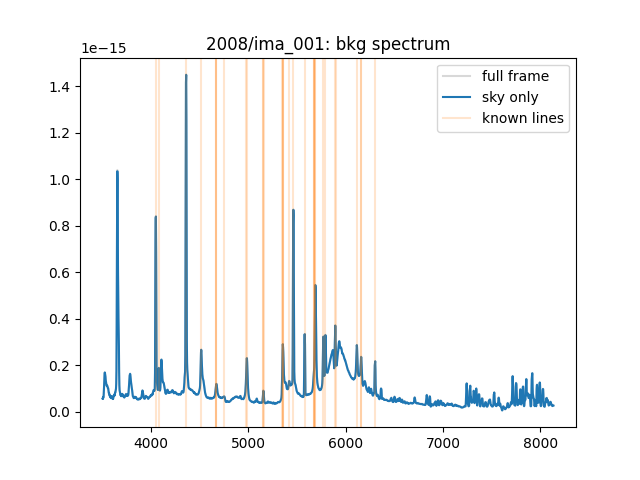 2008/ima_001: bkg spectrum
1e−15
full frame
sky only
known lines
1.4
1.2
1.0
0.8
0.6
0.4
0.2
0.0
4000 5000 6000 7000 8000